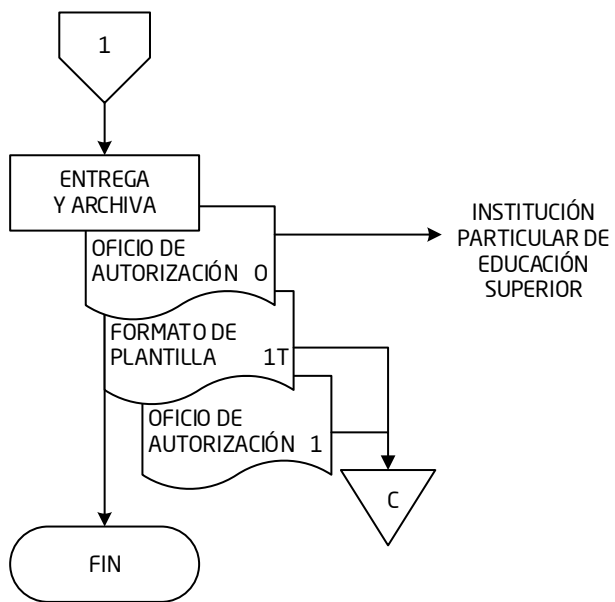 1
ENTREGA
Y ARCHIVA
OFICIO DE
AUTORIZACIÓN O
INSTITUCIÓN
PARTICULAR DE
EDUCACIÓN
SUPERIOR
FORMATO DE
PLANTILLA 1T
OFICIO DE
AUTORIZACIÓN 1
C
FIN